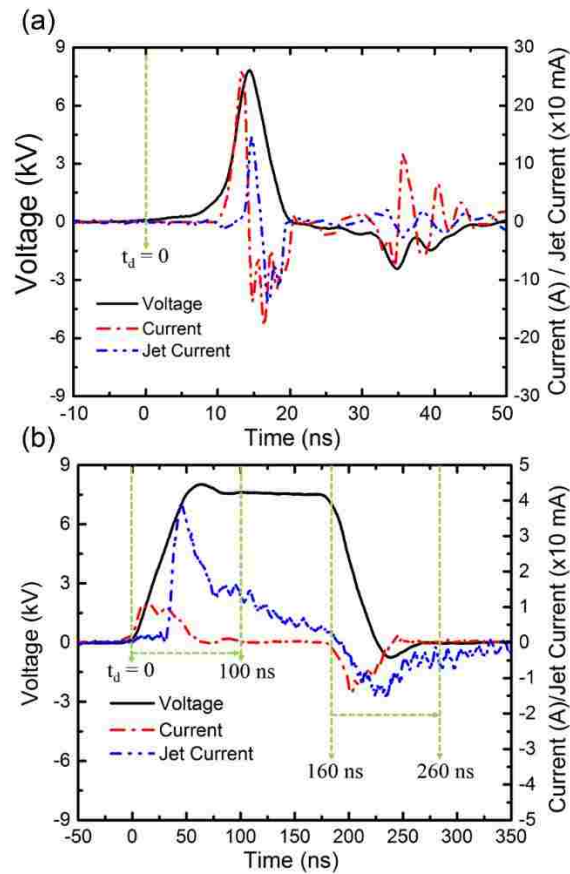 (a)
9
6
3
0
-3
-6
-9
Voltage (kV)
30
20
10
0
-10
-20
-30
Current (A) / Jet Current (x10 mA)
t_d = 0
Voltage
Current
Jet Current
-10 0 10 20 30 40 50
Time (ns)
(b)
9
6
3
0
-3
-6
-9
Voltage (kV)
5
4
3
2
1
0
-1
-2
-3
-4
-5
Current (A)/Jet Current (x10 mA)
t_d = 0
100 ns
Voltage
Current
Jet Current
160 ns
260 ns
-50 0 50 100 150 200 250 300 350
Time (ns)